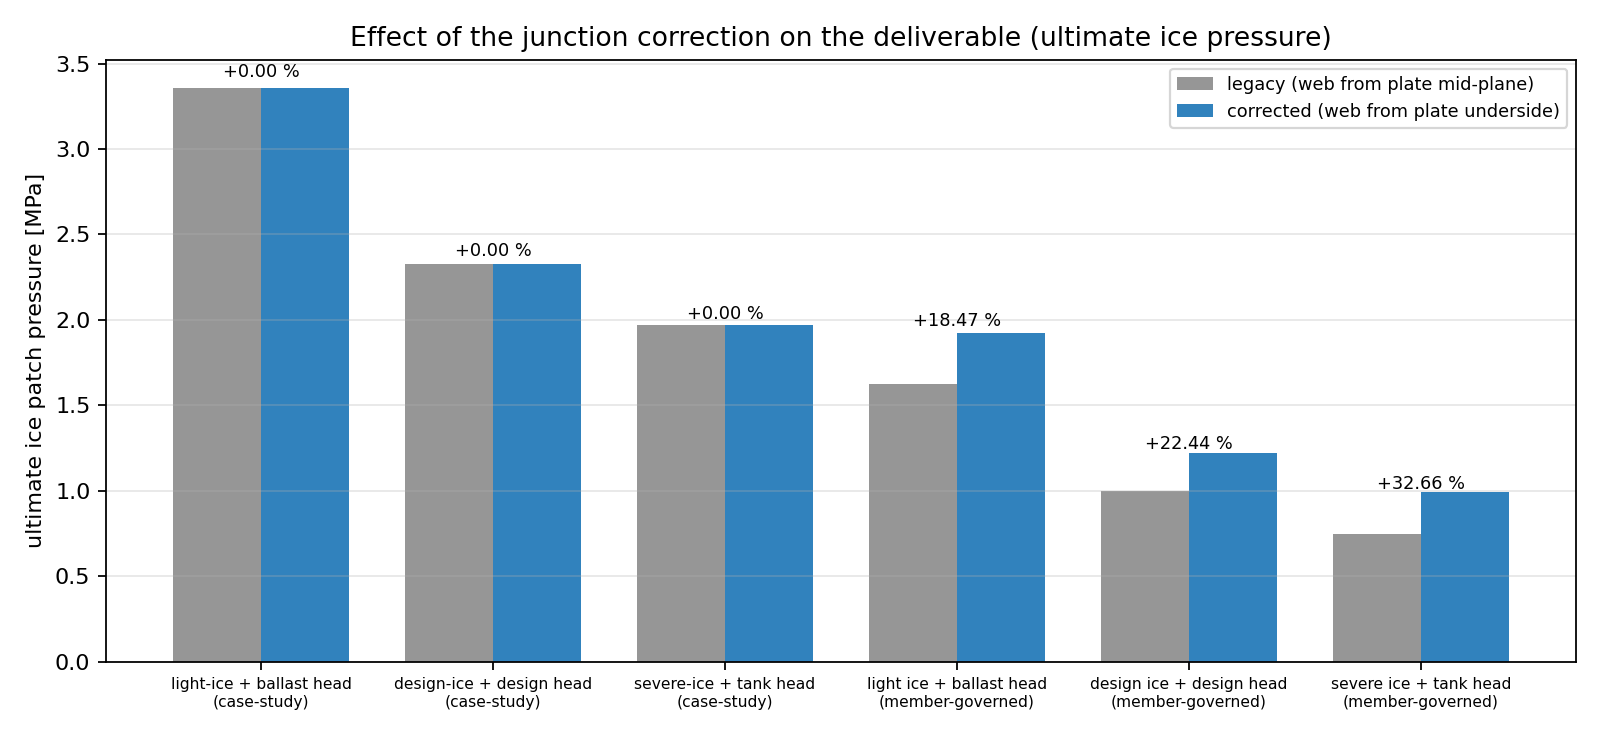 Effect of the junction correction on the deliverable (ultimate ice pressure)
ultimate ice patch pressure [MPa]
3.5
3.0
2.5
2.0
1.5
1.0
0.5
0.0
legacy (web from plate mid-plane)
corrected (web from plate underside)
+0.00 %
+0.00 %
+0.00 %
+18.47 %
+22.44 %
+32.66 %
light-ice + ballast head
(case-study)
design-ice + design head
(case-study)
severe-ice + tank head
(case-study)
light ice + ballast head
(member-governed)
design ice + design head
(member-governed)
severe ice + tank head
(member-governed)